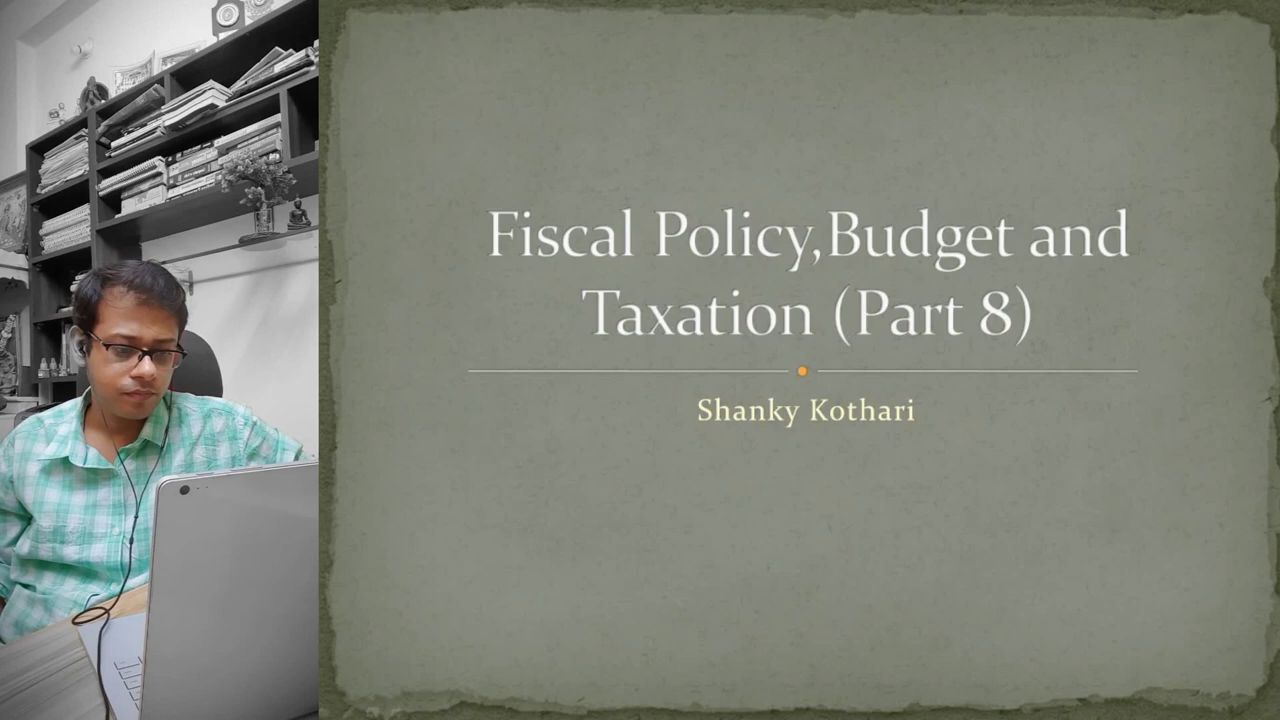 Fiscal Policy,Budget and
Taxation (Part 8)
Shanky Kothari